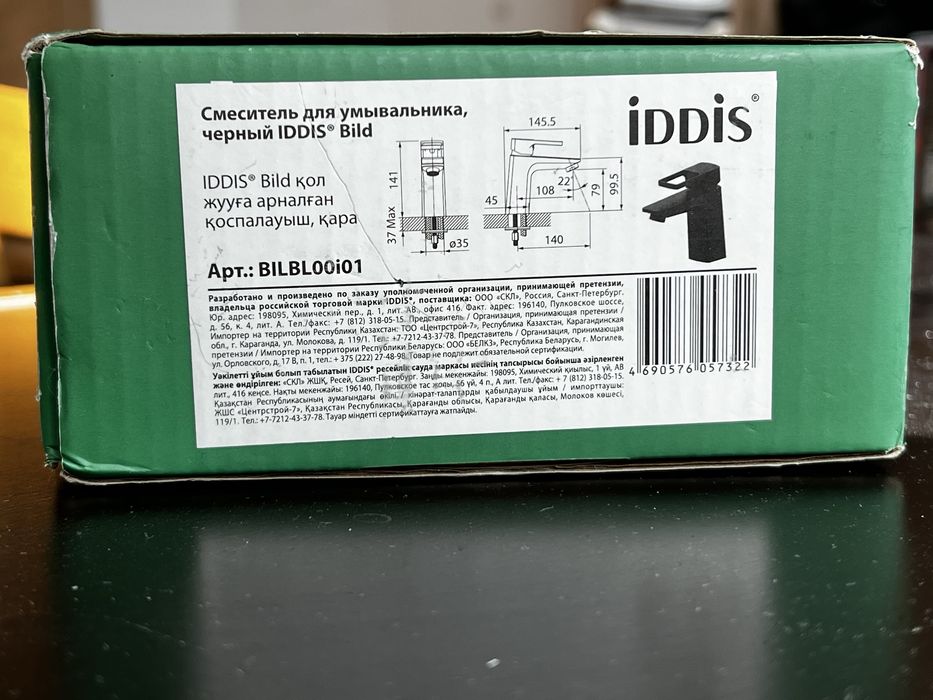 Смеситель для умывальника,
черный IDDIS® Bild
IDDIS® Bild қол
жууға арналған
қоспалауыш, қара
Арт.: BILBL00i01
141
37 Max
ø35
145.5
22°
108
45
79
99.5
140
iDDiS®
Разработано и произведено по заказу уполномоченной организации, принимающей претензии,
владельца российской торговой марки IDDIS®, поставщика: ООО «СКЛ», Россия, Санкт-Петербург.
Юр. адрес: 198095, Химический пер., д. 1, лит. АВ, офис 416. Факт. адрес: 196140, Пулковское шоссе,
д. 56, к. 4, лит. А. Тел./факс: +7 (812) 318-05-15. Представитель / Организация, принимающая претензии /
Импортер на территории Республики Казахстан: ТОО «Центрстрой-7», Республика Казахстан, Карагандинская
обл., г. Караганда, ул. Молокова, д. 119/1. Тел.: +7-7212-43-37-78. Представитель / Организация, принимающая
претензии / Импортер на территории Республики Беларусь: ООО «БЕЛКЗ», Республика Беларусь, г. Могилев,
ул. Орловского, д. 17 В, п. 1, тел.: + 375 (222) 27-48-98. Товар не подлежит обязательной сертификации.
Уәкілетті ұйым болып табылатын IDDIS® ресейлік сауда маркасы иесінің тапсырысы бойынша әзірленген
және өндірілген: «СКЛ» ЖШҚ, Ресей, Санкт-Петербург. Заңды мекенжайы: 198095, Химический қиылысы, 1 үй, АВ
лит., 416 кеңсе. Нақты мекенжайы: 196140, Пулковское тас жолы, 56 үй, 4 п., А лит. Тел/факс: + 7 (812) 318-05-15.
Қазақстан Республикасының аумағындағы өкілі / кінарат-талаптарды қабылдаушы ұйым / импорттаушы
ЖШС «Центрстрой-7», Қазақстан Республикасы, Қарағанды облысы, Қарағанды қаласы, Молоков көшесі,
119/1. Тел.: +7-7212-43-37-78. Тауар міндетті сертификаттауға жатпайды.
4 690576 057322